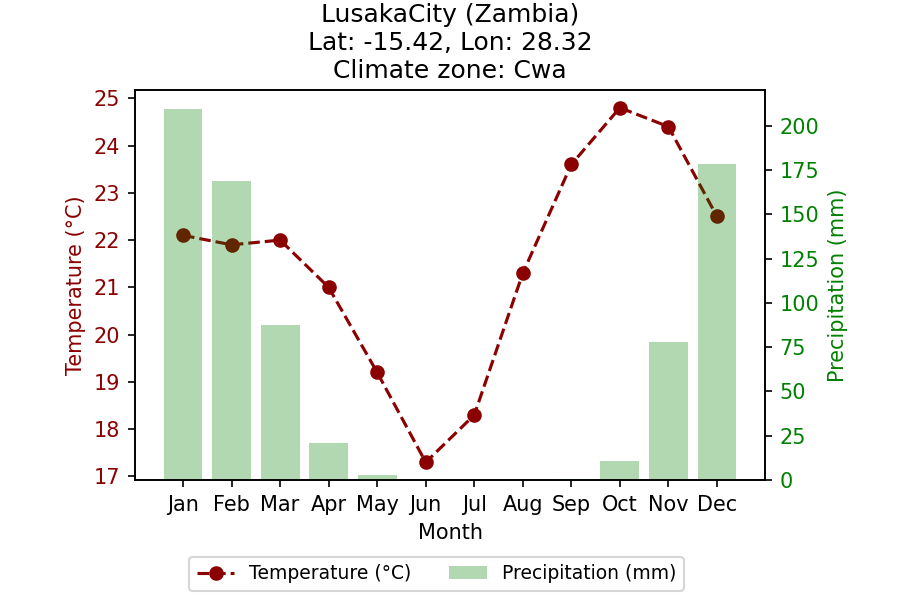 LusakaCity (Zambia)
Lat: -15.42, Lon: 28.32
Climate zone: Cwa
Temperature (°C)
25
24
23
22
21
20
19
18
17
Precipitation (mm)
200
175
150
125
100
75
50
25
0
Jan Feb Mar Apr May Jun Jul Aug Sep Oct Nov Dec
Month
Temperature (°C) Precipitation (mm)